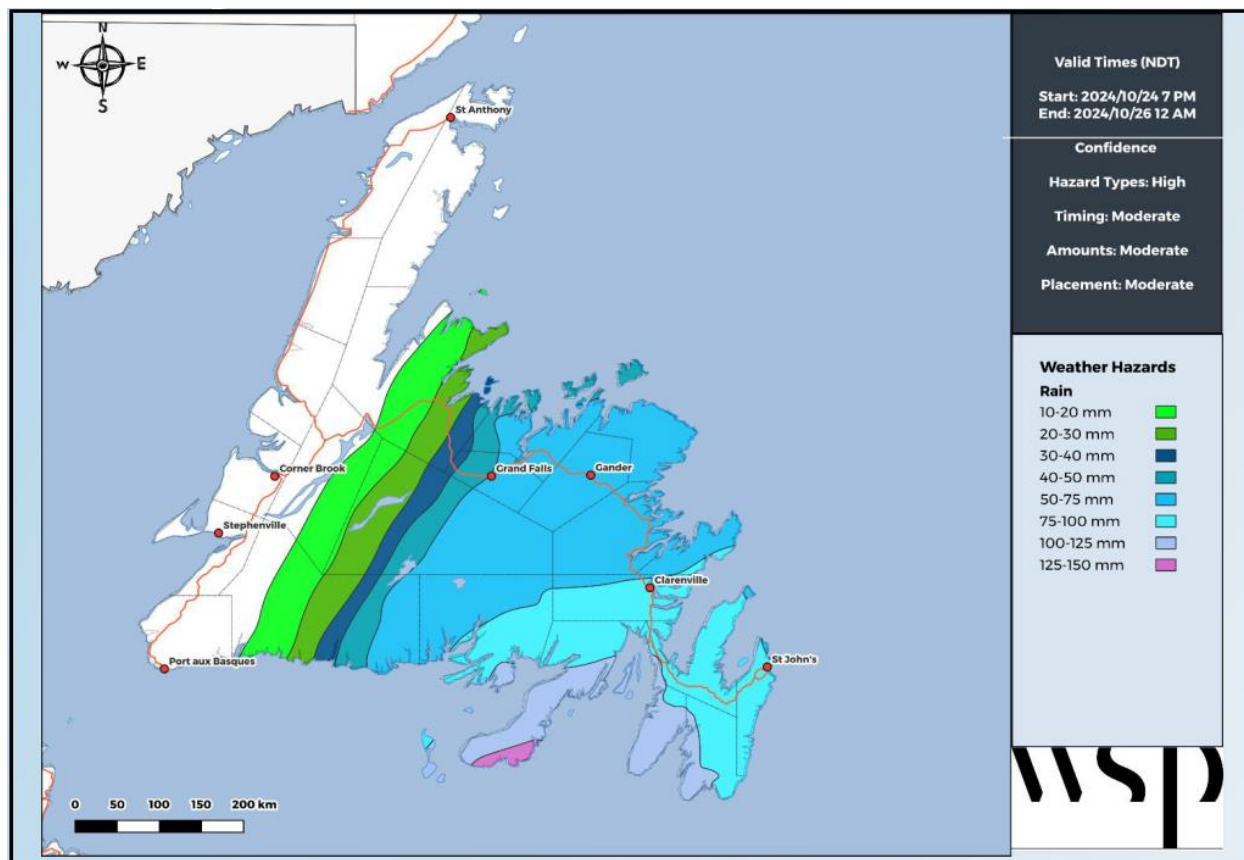 N
W
E
S
St Anthony
Corner Brook
Grand Falls
Gander
Stephenville
Clarenville
Port aux Basques
St John's
0 50 100 150 200 km
Valid Times (NDT)
Start: 2024/10/24 7 PM
End: 2024/10/26 12 AM
Confidence
Hazard Types: High
Timing: Moderate
Amounts: Moderate
Placement: Moderate
Weather Hazards
Rain
10-20 mm
20-30 mm
30-40 mm
40-50 mm
50-75 mm
75-100 mm
100-125 mm
125-150 mm
wsp